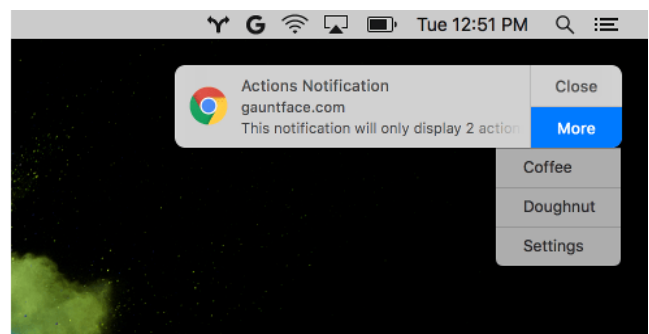 G Tue 12:51 PM
Actions Notification
gauntface.com
This notification will only display 2 action
Close
More
Coffee
Doughnut
Settings